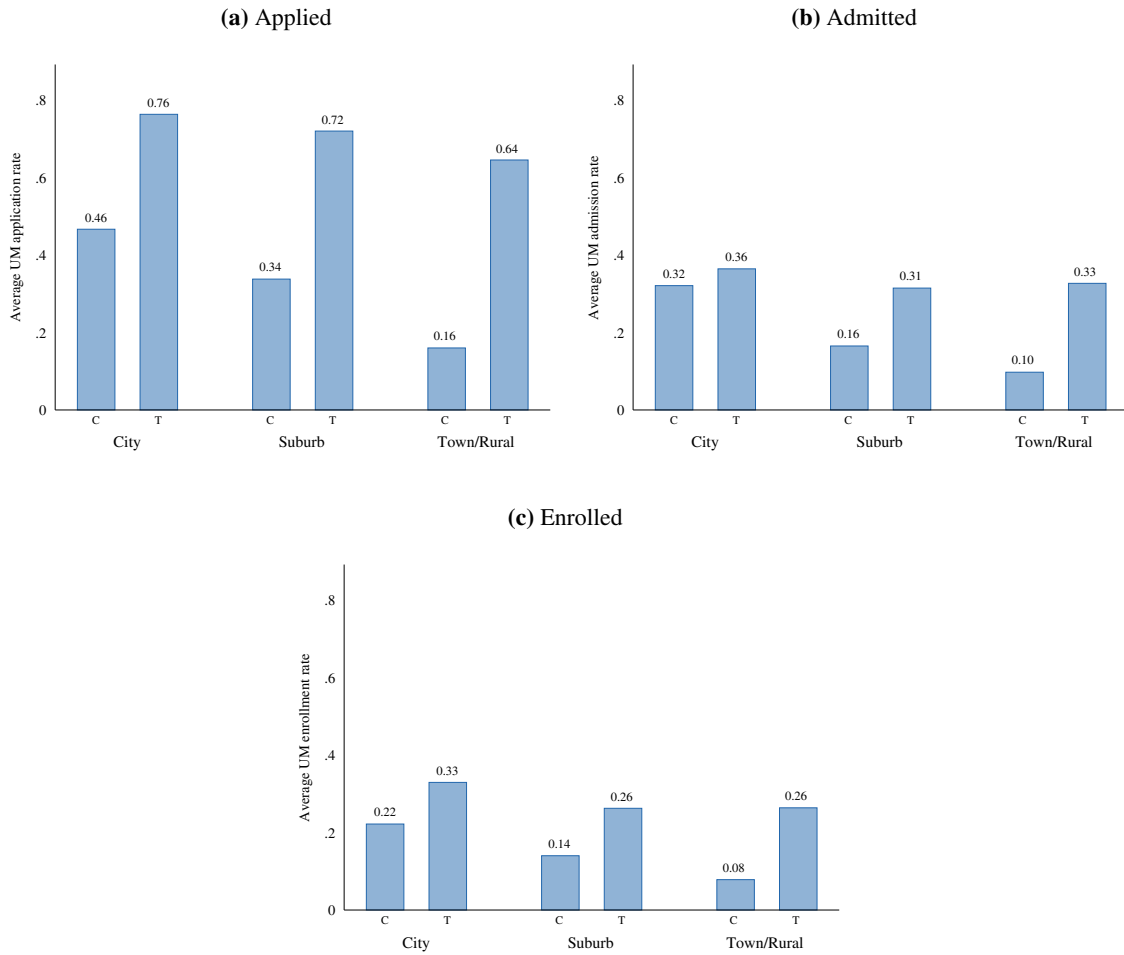 (a) Applied
Average UM application rate
.8
.6
.4
.2
0
0.46
0.76
0.34
0.72
0.16
0.64
C T C T C T
City Suburb Town/Rural
(b) Admitted
Average UM admission rate
.8
.6
.4
.2
0
0.32
0.36
0.16
0.31
0.10
0.33
C T C T C T
City Suburb Town/Rural
(c) Enrolled
Average UM enrollment rate
.8
.6
.4
.2
0
0.22
0.33
0.14
0.26
0.08
0.26
C T C T C T
City Suburb Town/Rural